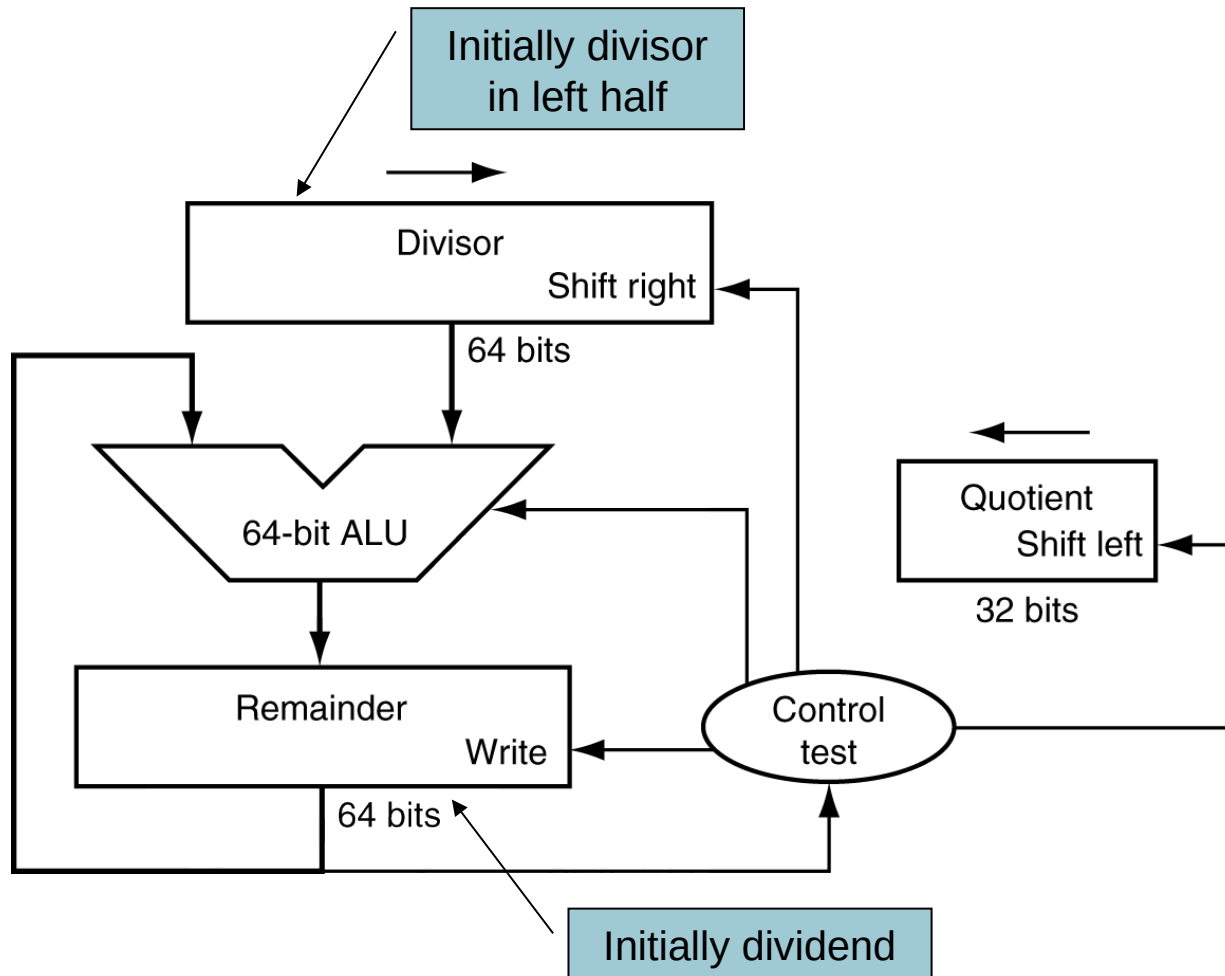 Initially divisor
in left half
Divisor
Shift right
64 bits
64-bit ALU
Quotient
Shift left
32 bits
Remainder
Write
Control
test
64 bits
Initially dividend